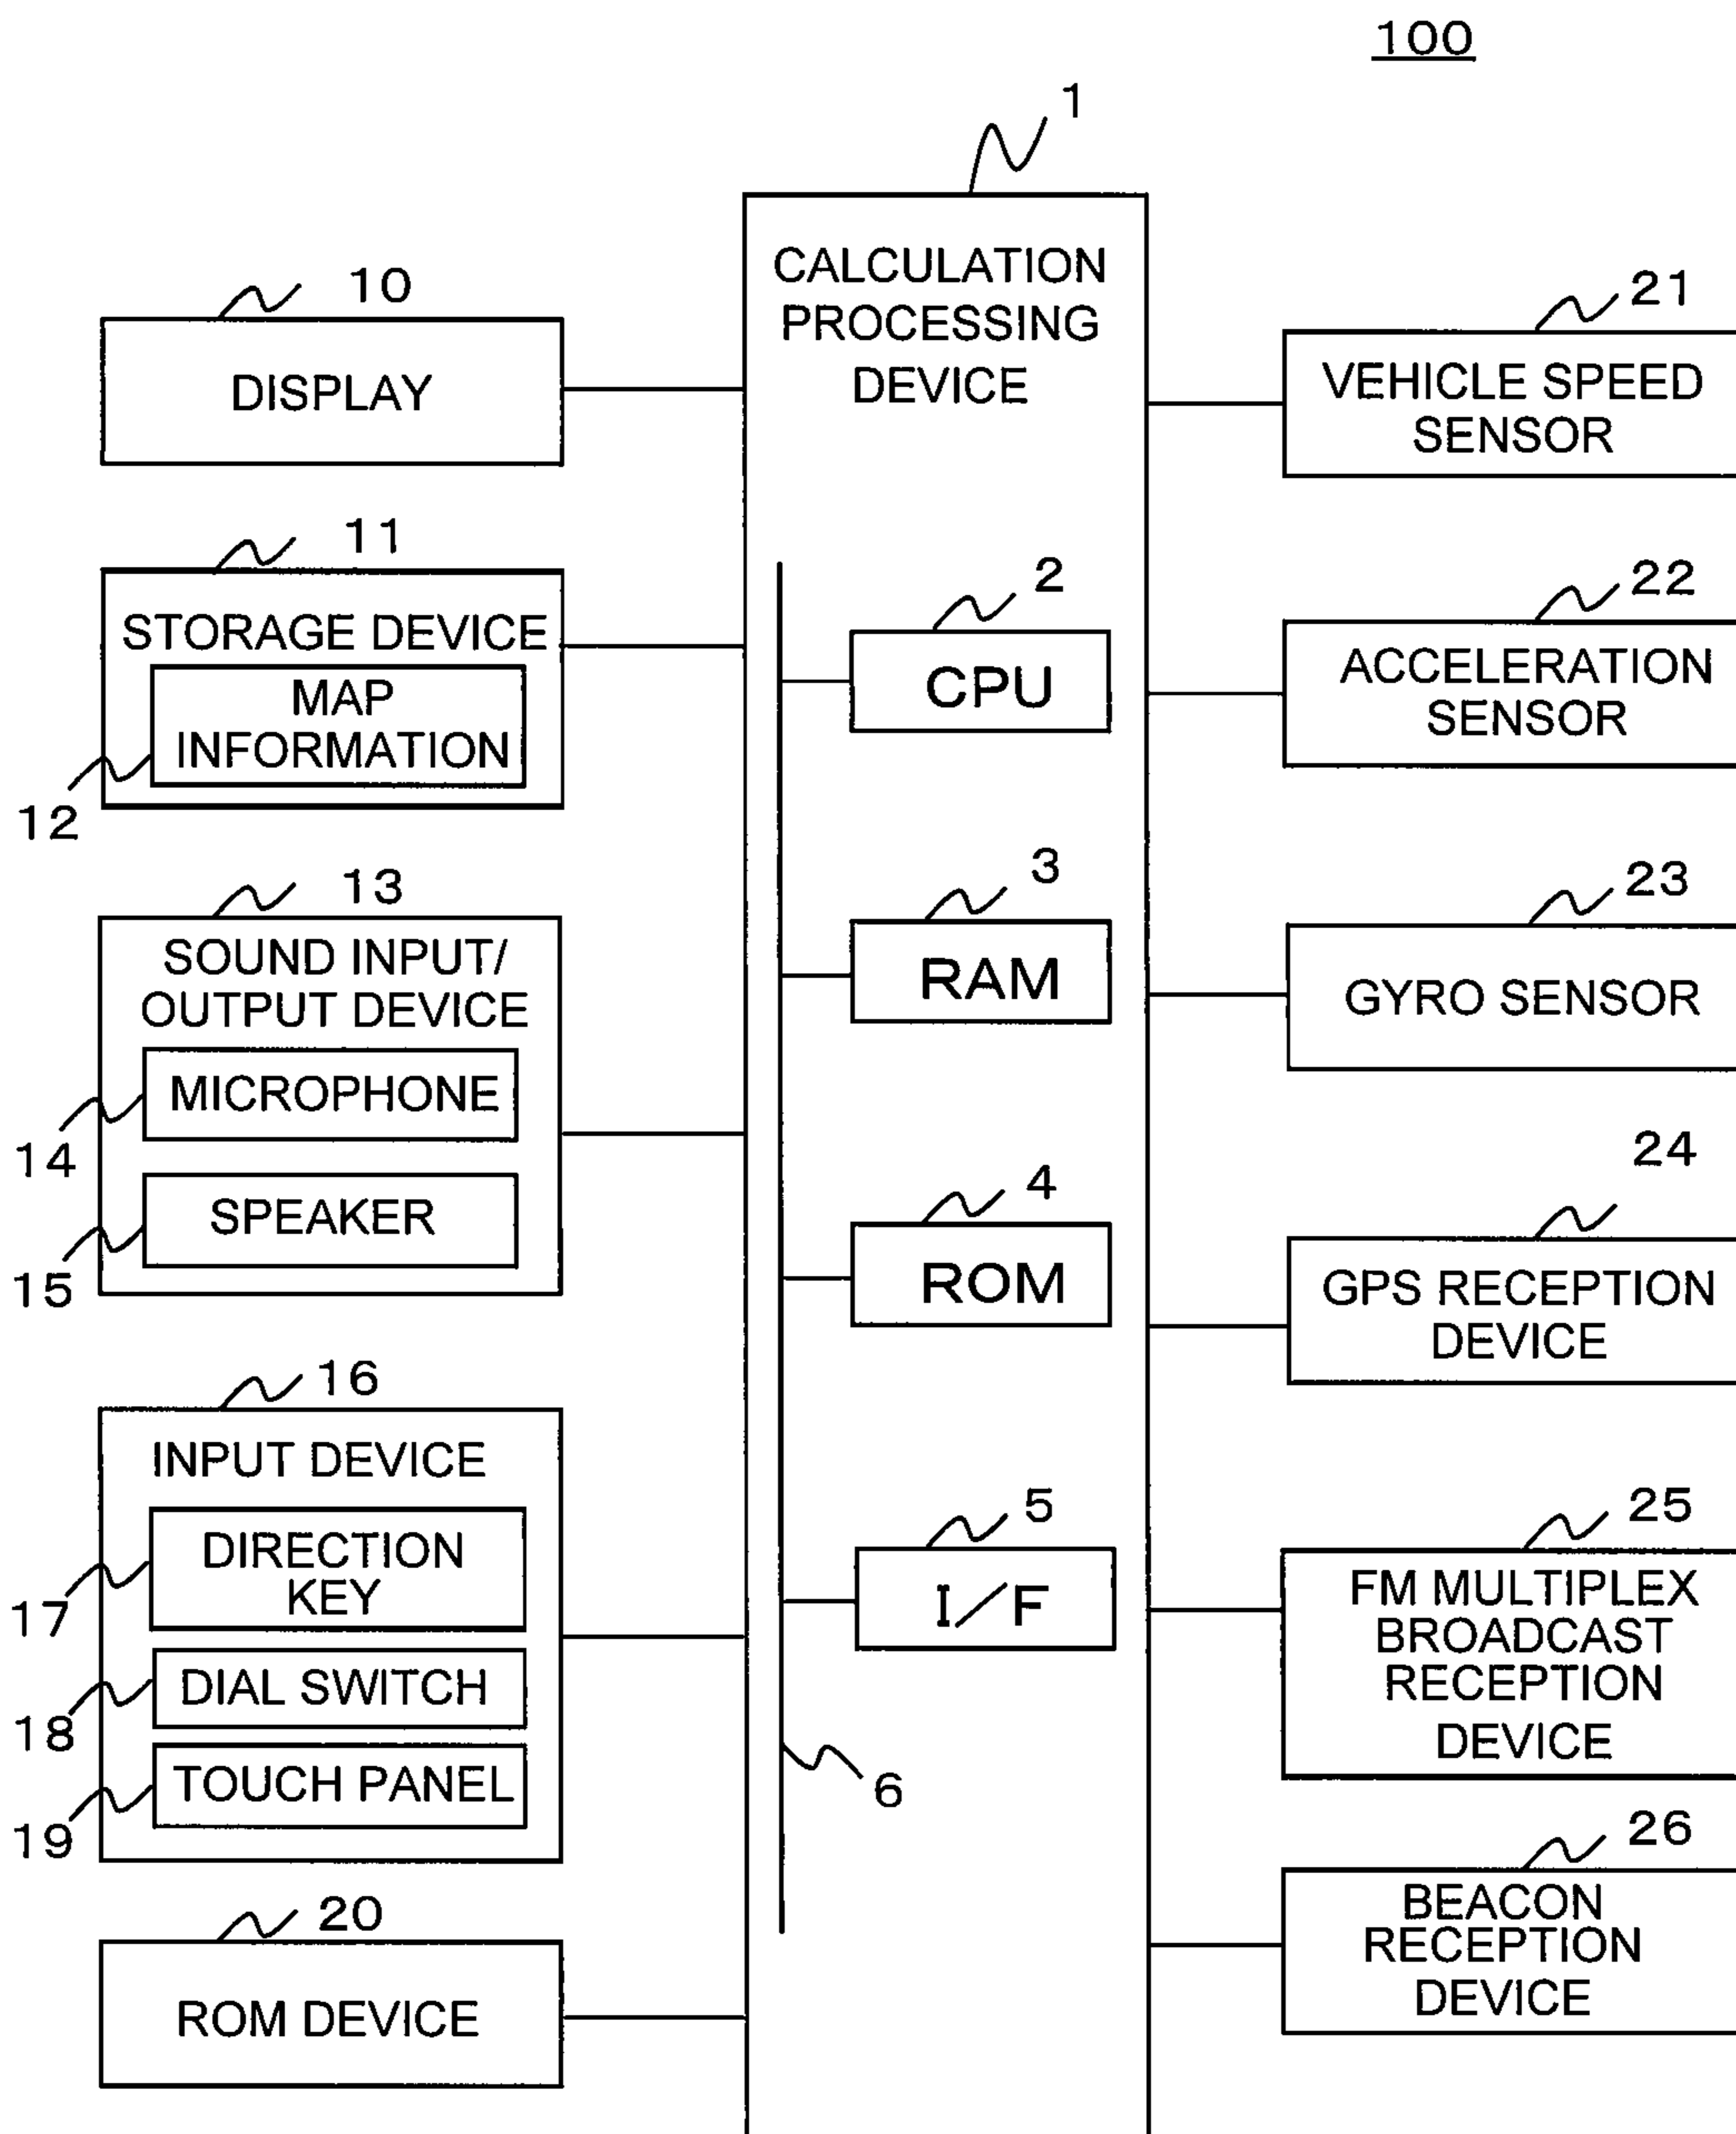 100
1
CALCULATION
PROCESSING
DEVICE
10
DISPLAY
11
STORAGE DEVICE
MAP
INFORMATION
12
13
SOUND INPUT/
OUTPUT DEVICE
MICROPHONE
14
SPEAKER
15
16
INPUT DEVICE
DIRECTION
KEY
17
DIAL SWITCH
18
TOUCH PANEL
19
20
ROM DEVICE
2
CPU
3
RAM
4
ROM
5
I/F
6
21
VEHICLE SPEED
SENSOR
22
ACCELERATION
SENSOR
23
GYRO SENSOR
24
GPS RECEPTION
DEVICE
25
FM MULTIPLEX
BROADCAST
RECEPTION
DEVICE
26
BEACON
RECEPTION
DEVICE